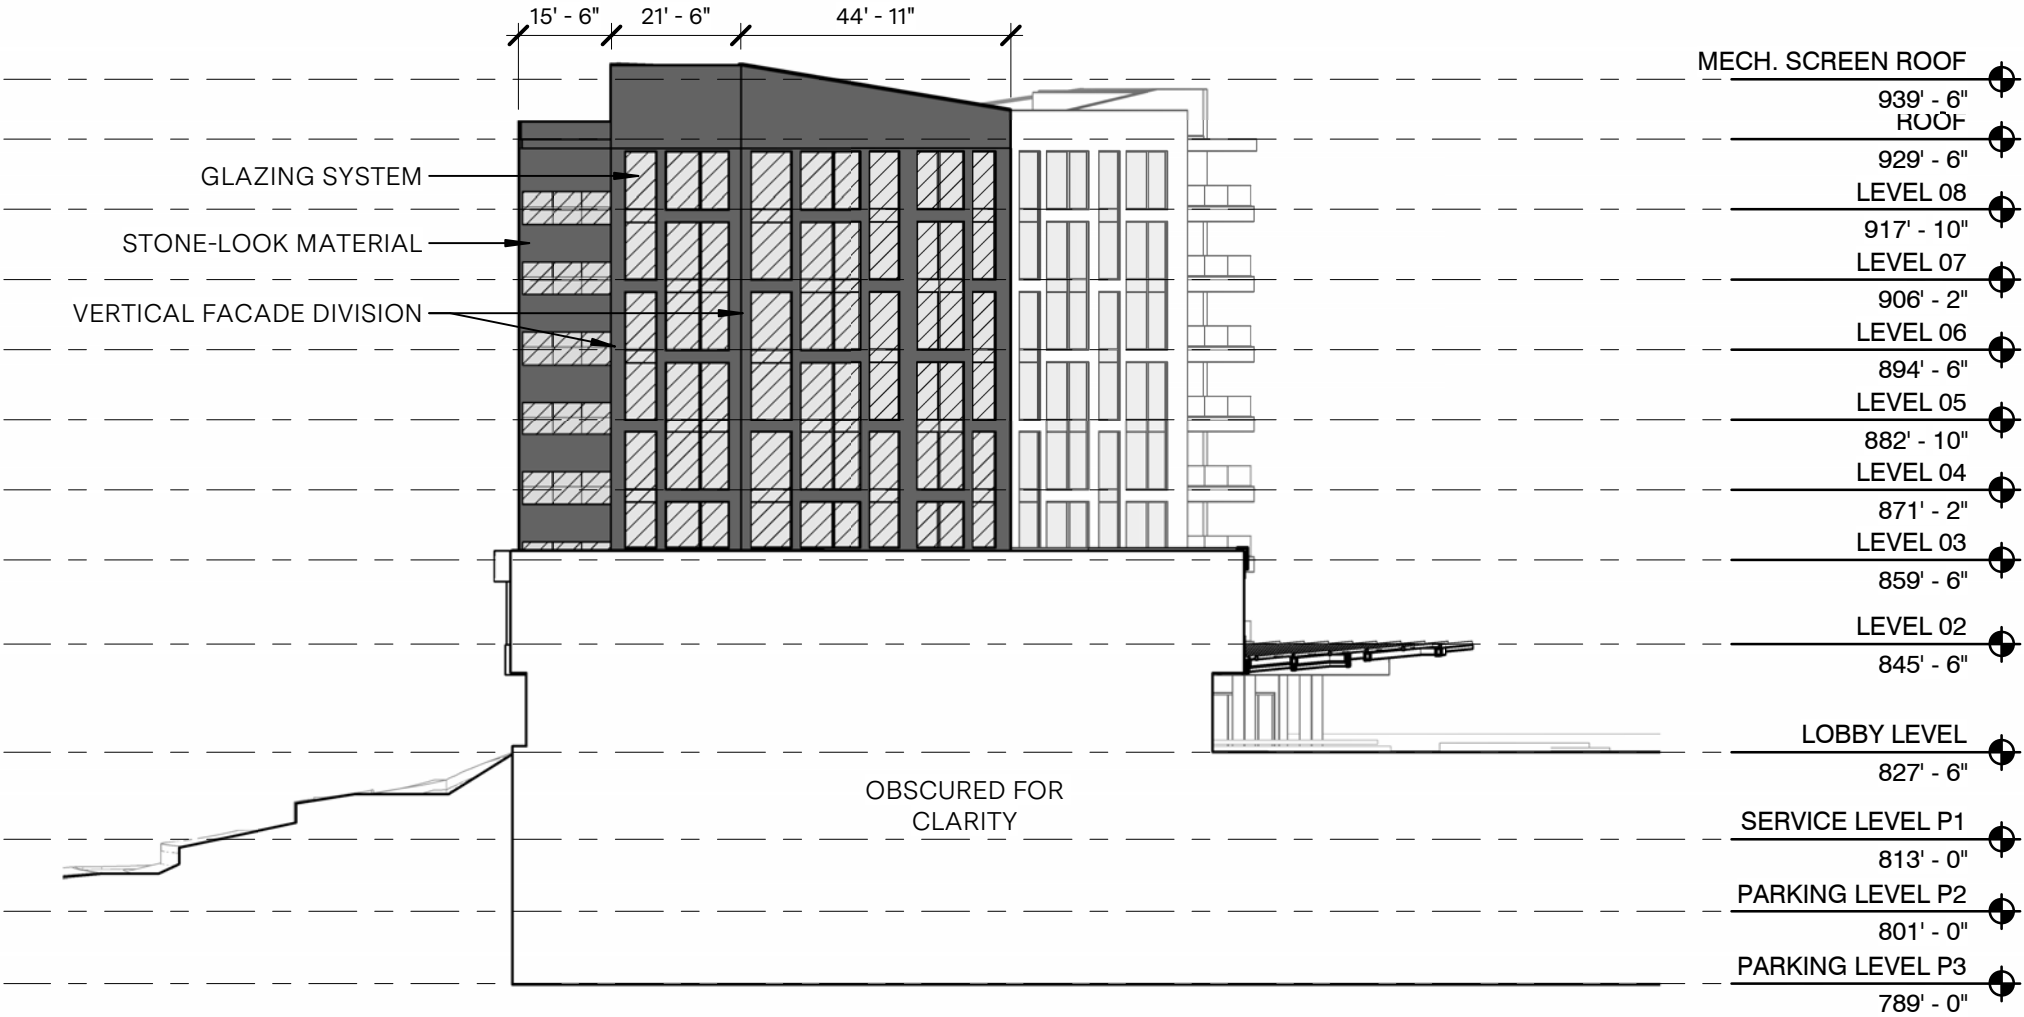 15' - 6" 21' - 6" 44' - 11"
MECH. SCREEN ROOF
939' - 6"
ROOF
929' - 6"
GLAZING SYSTEM
LEVEL 08
917' - 10"
STONE-LOOK MATERIAL
LEVEL 07
906' - 2"
VERTICAL FACADE DIVISION
LEVEL 06
894' - 6"
LEVEL 05
882' - 10"
LEVEL 04
871' - 2"
LEVEL 03
859' - 6"
LEVEL 02
845' - 6"
LOBBY LEVEL
827' - 6"
OBSCURED FOR
CLARITY
SERVICE LEVEL P1
813' - 0"
PARKING LEVEL P2
801' - 0"
PARKING LEVEL P3
789' - 0"